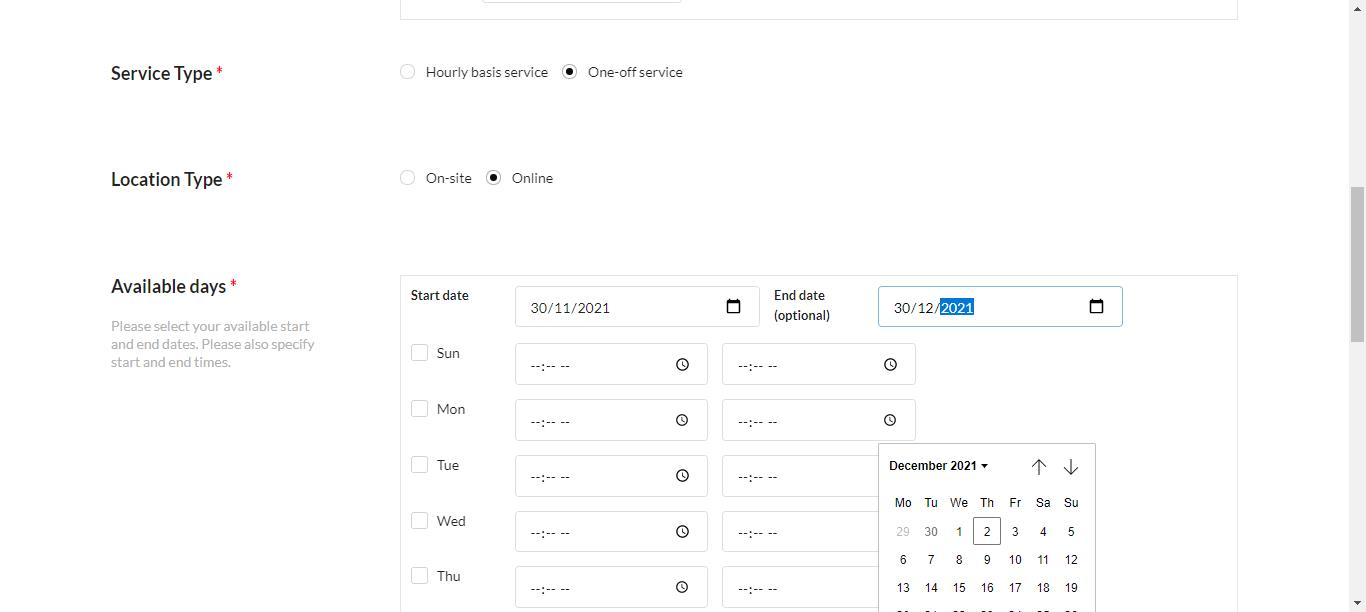 Service Type *
Hourly basis service One-off service
Location Type *
On-site Online
Available days *
Please select your available start
and end dates. Please also specify
start and end times.
Start date 30/11/2021 End date
(optional) 30/12/2021
Sun --:-- -- --:-- --
Mon --:-- -- --:-- --
Tue --:-- -- --:-- --
Wed --:-- -- --:-- --
Thu --:-- -- --:-- --
December 2021
Mo Tu We Th Fr Sa Su
29 30 1 2 3 4 5
6 7 8 9 10 11 12
13 14 15 16 17 18 19